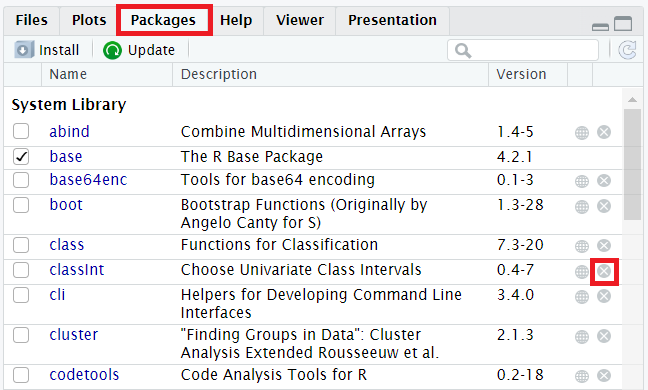 Files Plots Packages Help Viewer Presentation
Install Update
Name Description Version
System Library
abind Combine Multidimensional Arrays 1.4-5
base The R Base Package 4.2.1
base64enc Tools for base64 encoding 0.1-3
boot Bootstrap Functions (Originally by 1.3-28
Angelo Canty for S)
class Functions for Classification 7.3-20
classInt Choose Univariate Class Intervals 0.4-7
cli Helpers for Developing Command Line 3.4.0
Interfaces
cluster "Finding Groups in Data": Cluster 2.1.3
Analysis Extended Rousseeuw et al.
codetools Code Analysis Tools for R 0.2-18